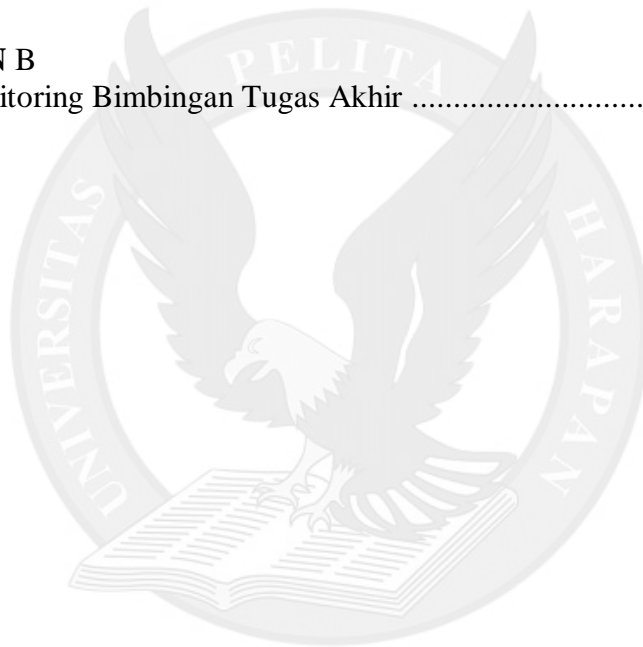 N B
itoring Bimbingan Tugas Akhir ............................
UNIVERSITAS PELITA HARAPAN